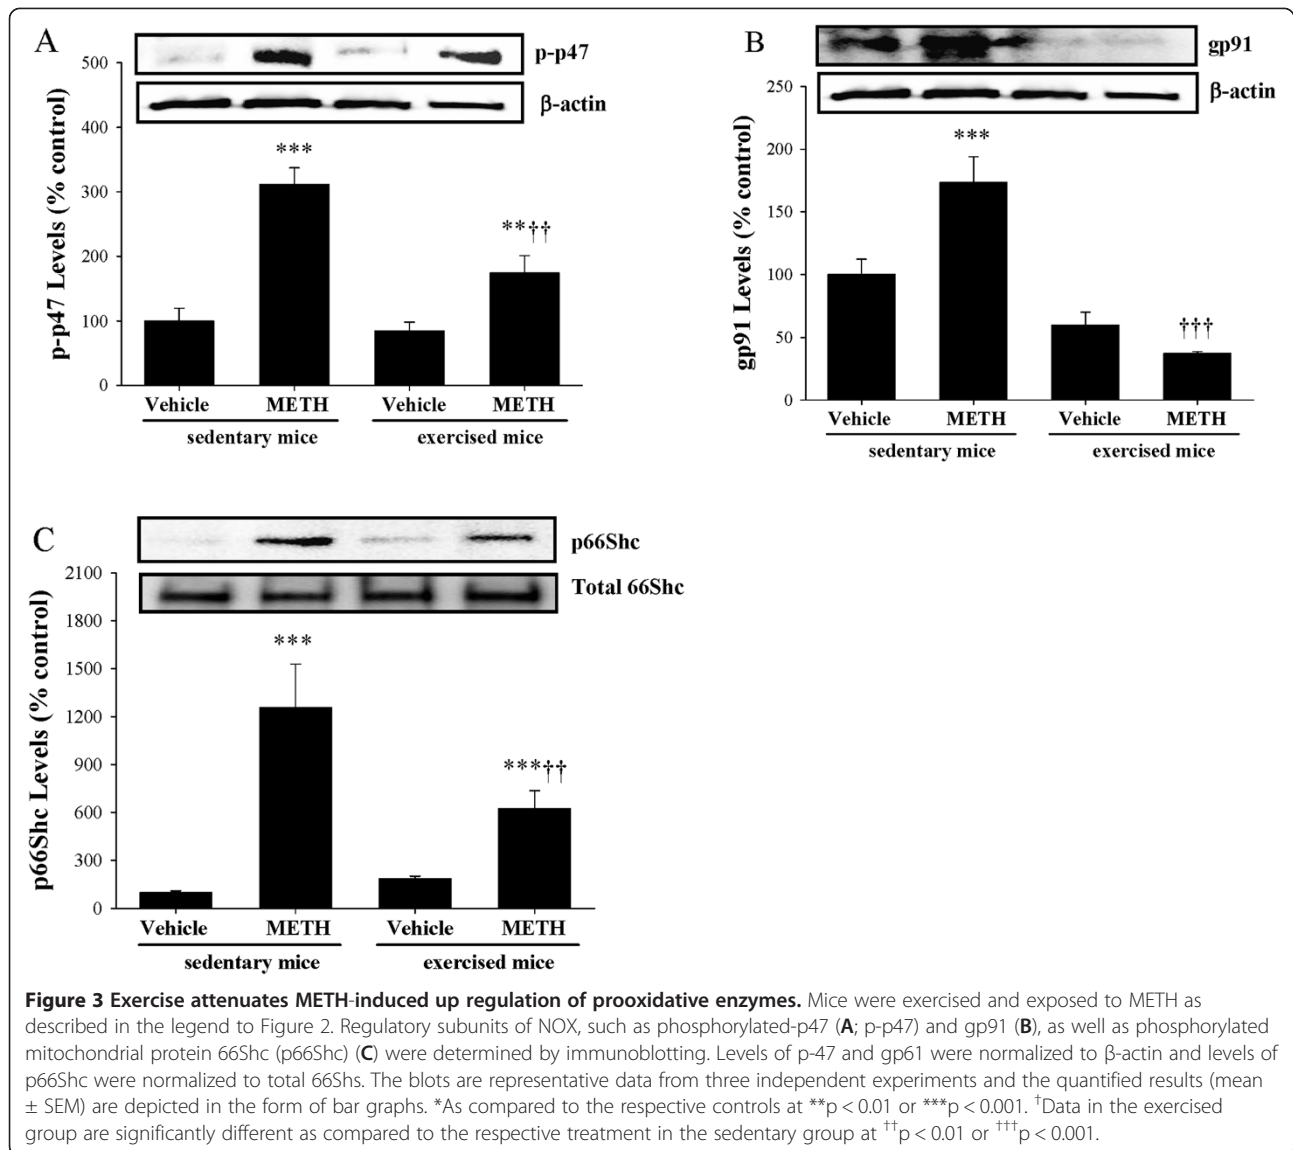 A
p-p47
β-actin
p-p47 Levels (% control)
500
400
300
200
100
0
***
**††
Vehicle METH Vehicle METH
sedentary mice exercised mice
B
gp91
β-actin
gp91 Levels (% control)
250
200
150
100
50
0
***
†††
Vehicle METH Vehicle METH
sedentary mice exercised mice
C
p66Shc
Total 66Shc
p66Shc Levels (% control)
2100
1800
1500
1200
900
600
300
0
***
***††
Vehicle METH Vehicle METH
sedentary mice exercised mice
Figure 3 Exercise attenuates METH-induced up regulation of prooxidative enzymes. Mice were exercised and exposed to METH as
described in the legend to Figure 2. Regulatory subunits of NOX, such as phosphorylated-p47 (A; p-p47) and gp91 (B), as well as phosphorylated
mitochondrial protein 66Shc (p66Shc) (C) were determined by immunoblotting. Levels of p-47 and gp61 were normalized to β-actin and levels of
p66Shc were normalized to total 66Shs. The blots are representative data from three independent experiments and the quantified results (mean
± SEM) are depicted in the form of bar graphs. *As compared to the respective controls at **p < 0.01 or ***p < 0.001. †Data in the exercised
group are significantly different as compared to the respective treatment in the sedentary group at ††p < 0.01 or †††p < 0.001.